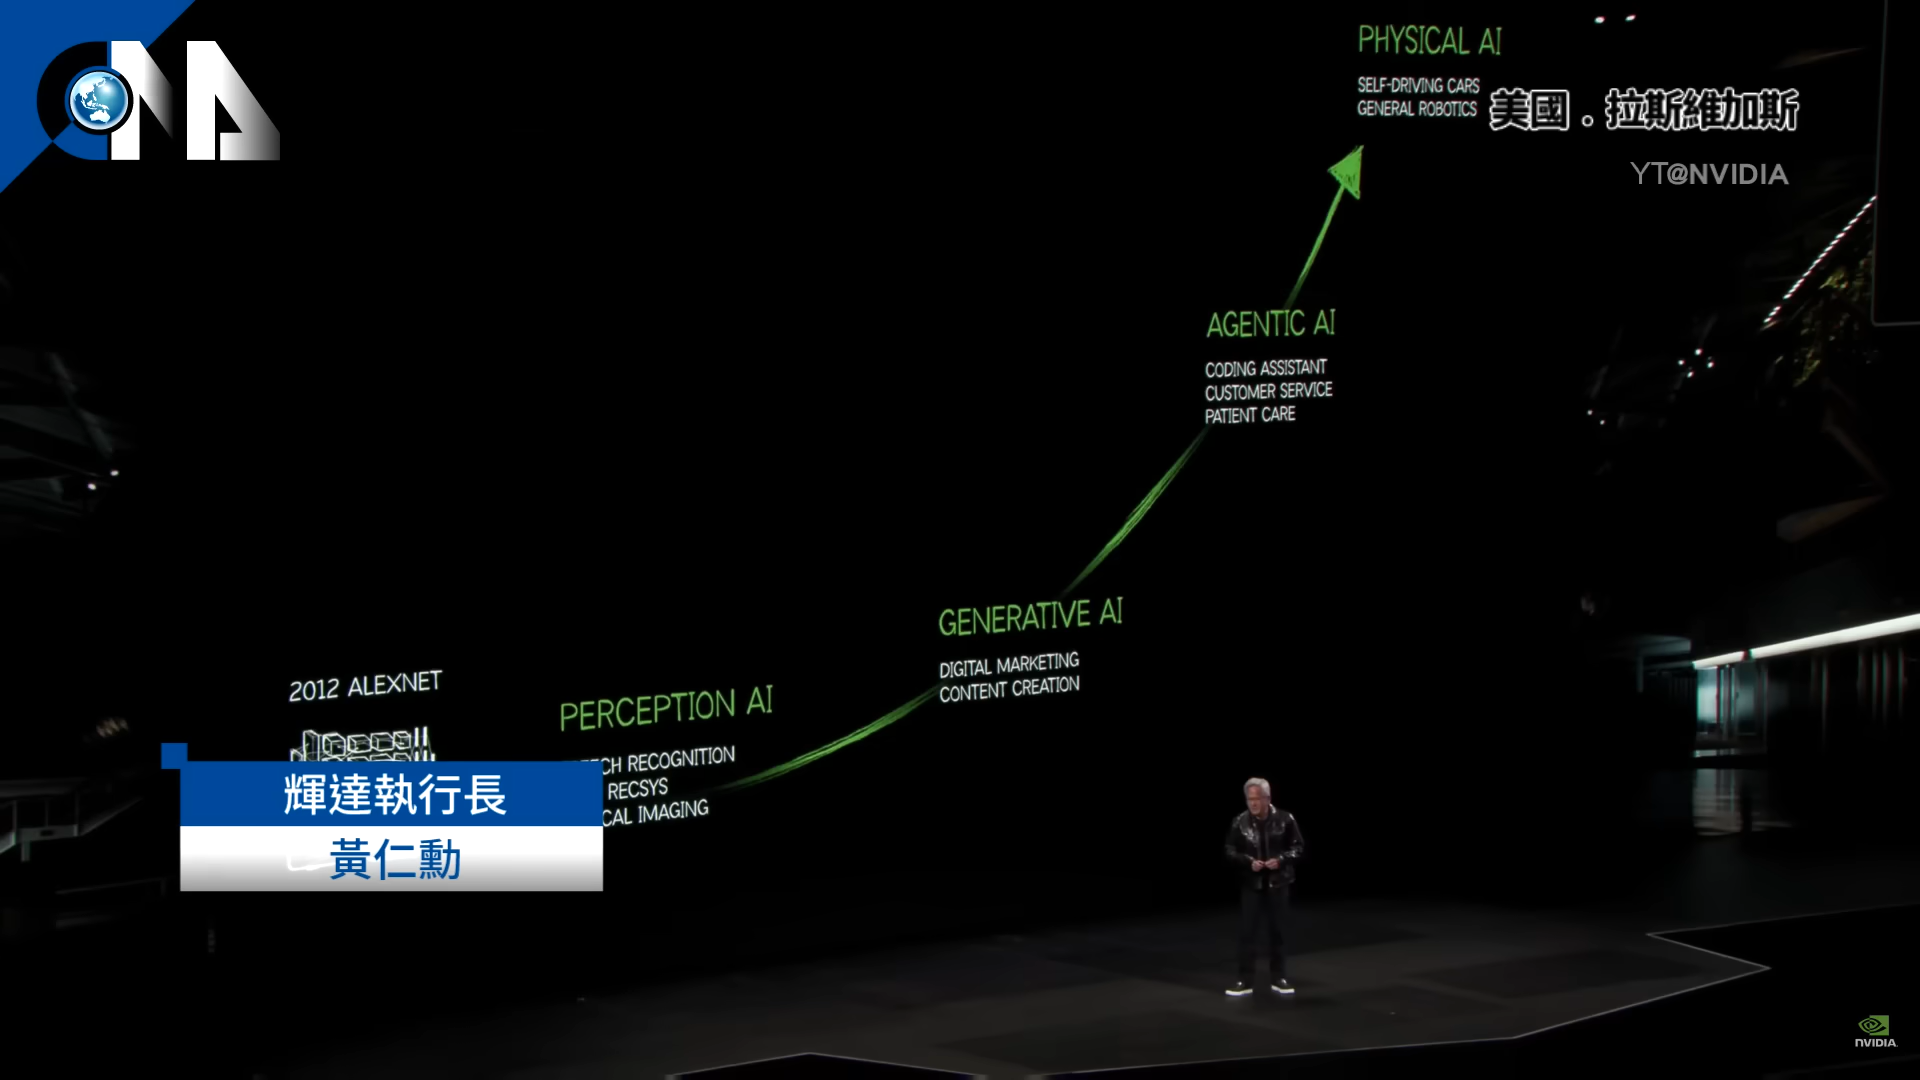 CNA
PHYSICAL AI
SELF-DRIVING CARS
GENERAL ROBOTICS
美國．拉斯維加斯
YT@NVIDIA
AGENTIC AI
CODING ASSISTANT
CUSTOMER SERVICE
PATIENT CARE
GENERATIVE AI
DIGITAL MARKETING
CONTENT CREATION
2012 ALEXNET
PERCEPTION AI
RECOGNITION
RECSYS
IMAGING
輝達執行長
黃仁勳
NVIDIA